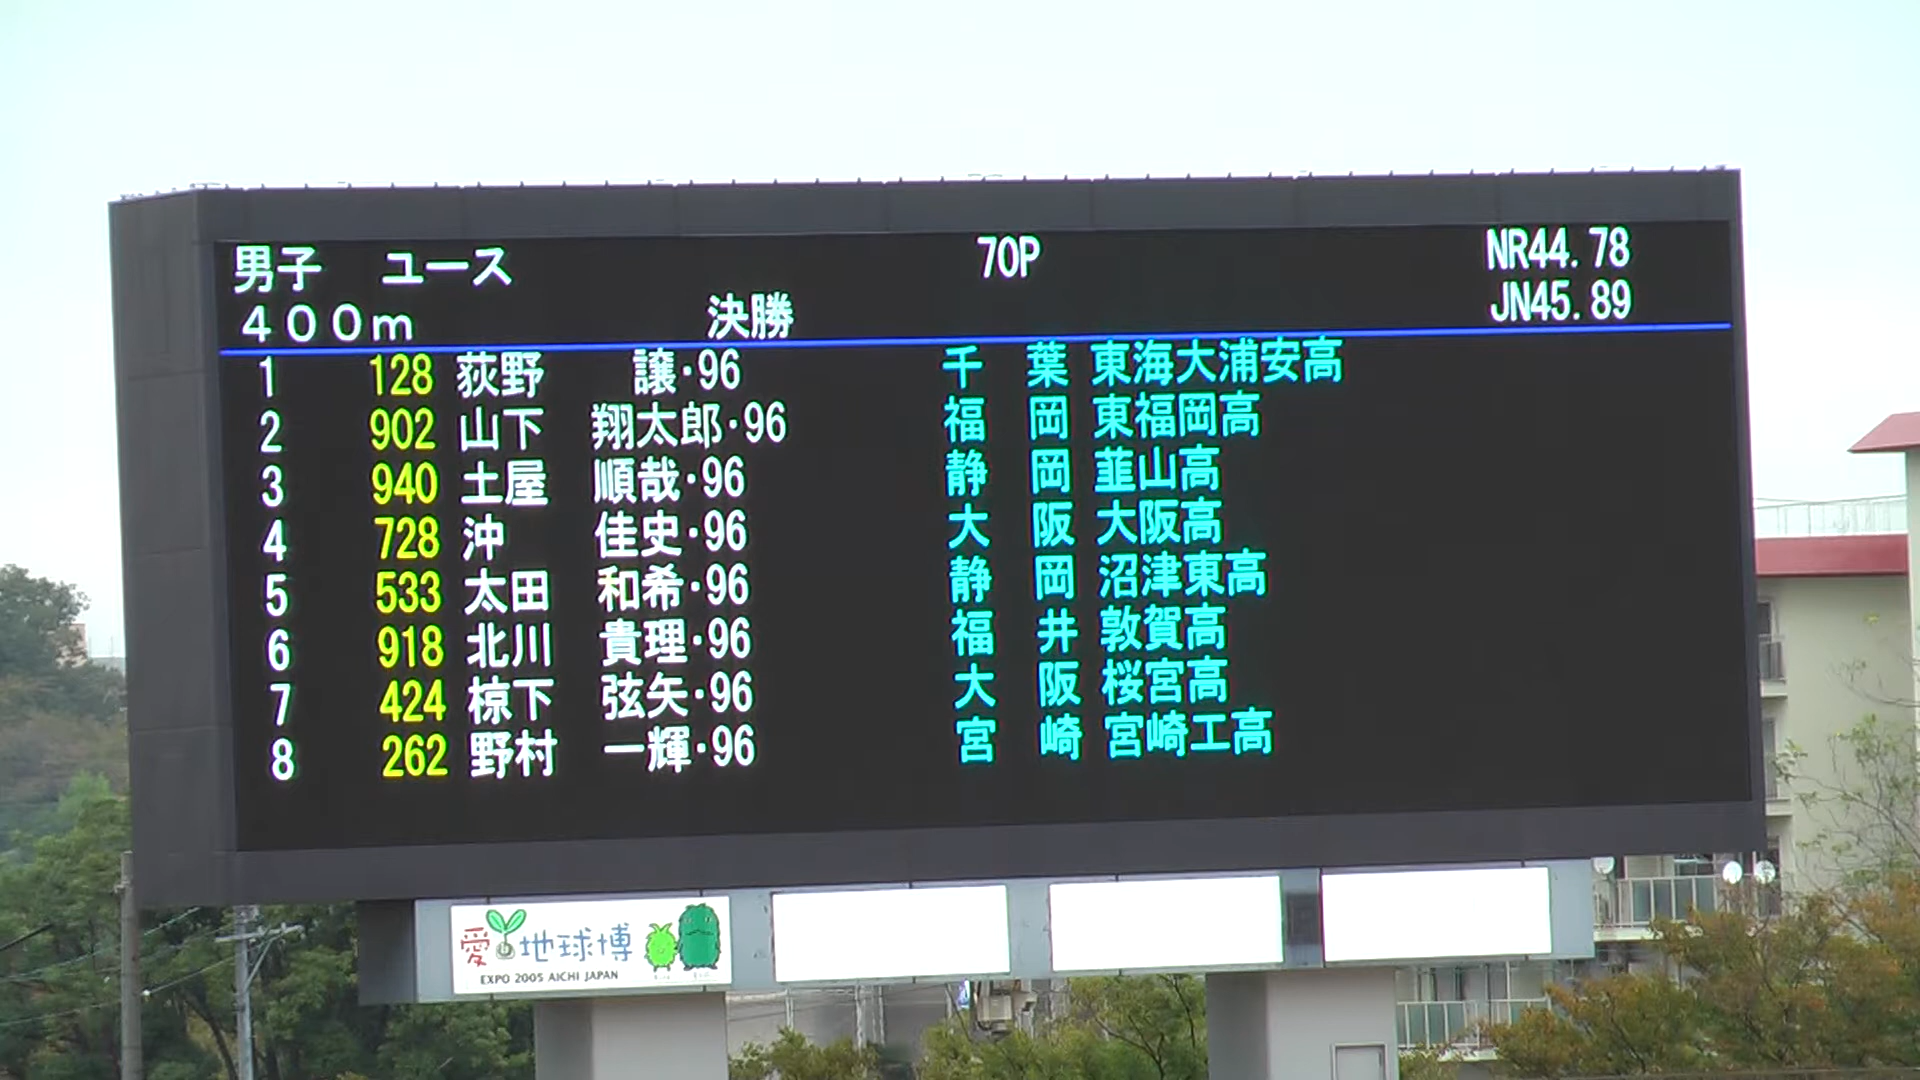 男子 ユース 70P NR44.78
４００ｍ 決勝 JN45.89
1 128 荻野 譲･96 千 葉 東海大浦安高
2 902 山下 翔太郎･96 福 岡 東福岡高
3 940 土屋 順哉･96 静 岡 韮山高
4 728 沖 佳史･96 大 阪 大阪高
5 533 太田 和希･96 静 岡 沼津東高
6 918 北川 貴理･96 福 井 敦賀高
7 424 椋下 弦矢･96 大 阪 桜宮高
8 262 野村 一輝･96 宮 崎 宮崎工高
愛・地球博
EXPO 2005 AICHI JAPAN